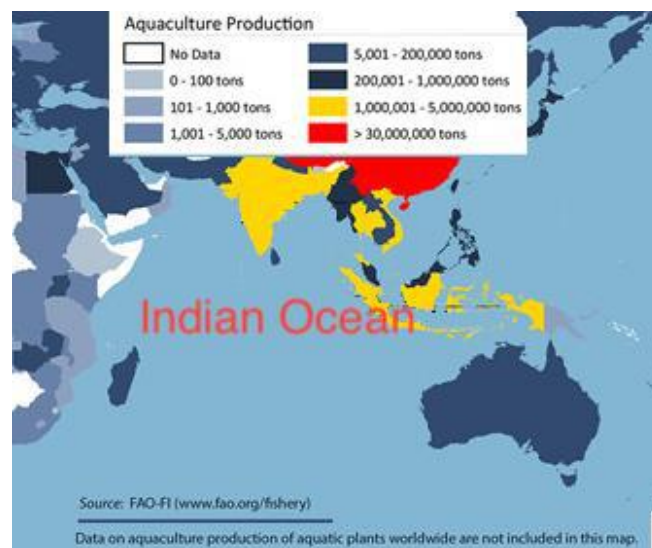 Aquaculture Production
No Data
0 - 100 tons
101 - 1,000 tons
1,001 - 5,000 tons
5,001 - 200,000 tons
200,001 - 1,000,000 tons
1,000,001 - 5,000,000 tons
> 30,000,000 tons
Indian Ocean
Source: FAO-FI (www.fao.org/fishery)
Data on aquaculture production of aquatic plants worldwide are not included in this map.